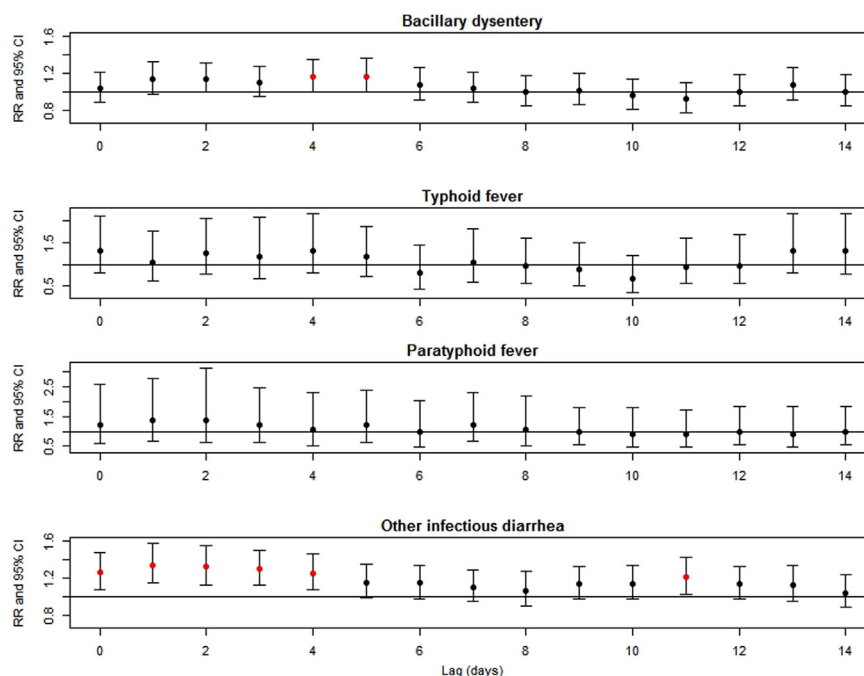 Bacillary dysentery
RR and 95% CI
0.8 1.2 1.6
0 2 4 6 8 10 12 14
Typhoid fever
RR and 95% CI
0.5 1.5
0 2 4 6 8 10 12 14
Paratyphoid fever
RR and 95% CI
0.5 1.5 2.5
0 2 4 6 8 10 12 14
Other infectious diarrhea
RR and 95% CI
0.8 1.2 1.6
0 2 4 6 8 10 12 14
Lag (days)